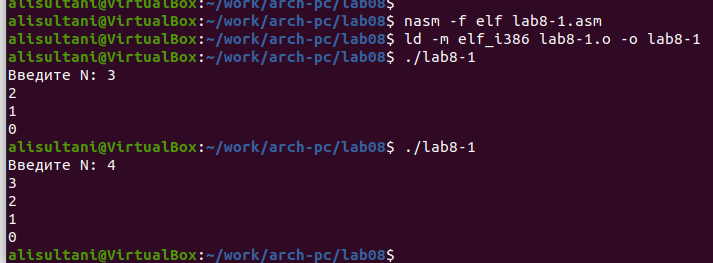 alisultani@VirtualBox:~/work/arch-pc/lab08$
alisultani@VirtualBox:~/work/arch-pc/lab08$ nasm -f elf lab8-1.asm
alisultani@VirtualBox:~/work/arch-pc/lab08$ ld -m elf_i386 lab8-1.o -o lab8-1
alisultani@VirtualBox:~/work/arch-pc/lab08$ ./lab8-1
Введите N: 3
2
1
0
alisultani@VirtualBox:~/work/arch-pc/lab08$ ./lab8-1
Введите N: 4
3
2
1
0
alisultani@VirtualBox:~/work/arch-pc/lab08$